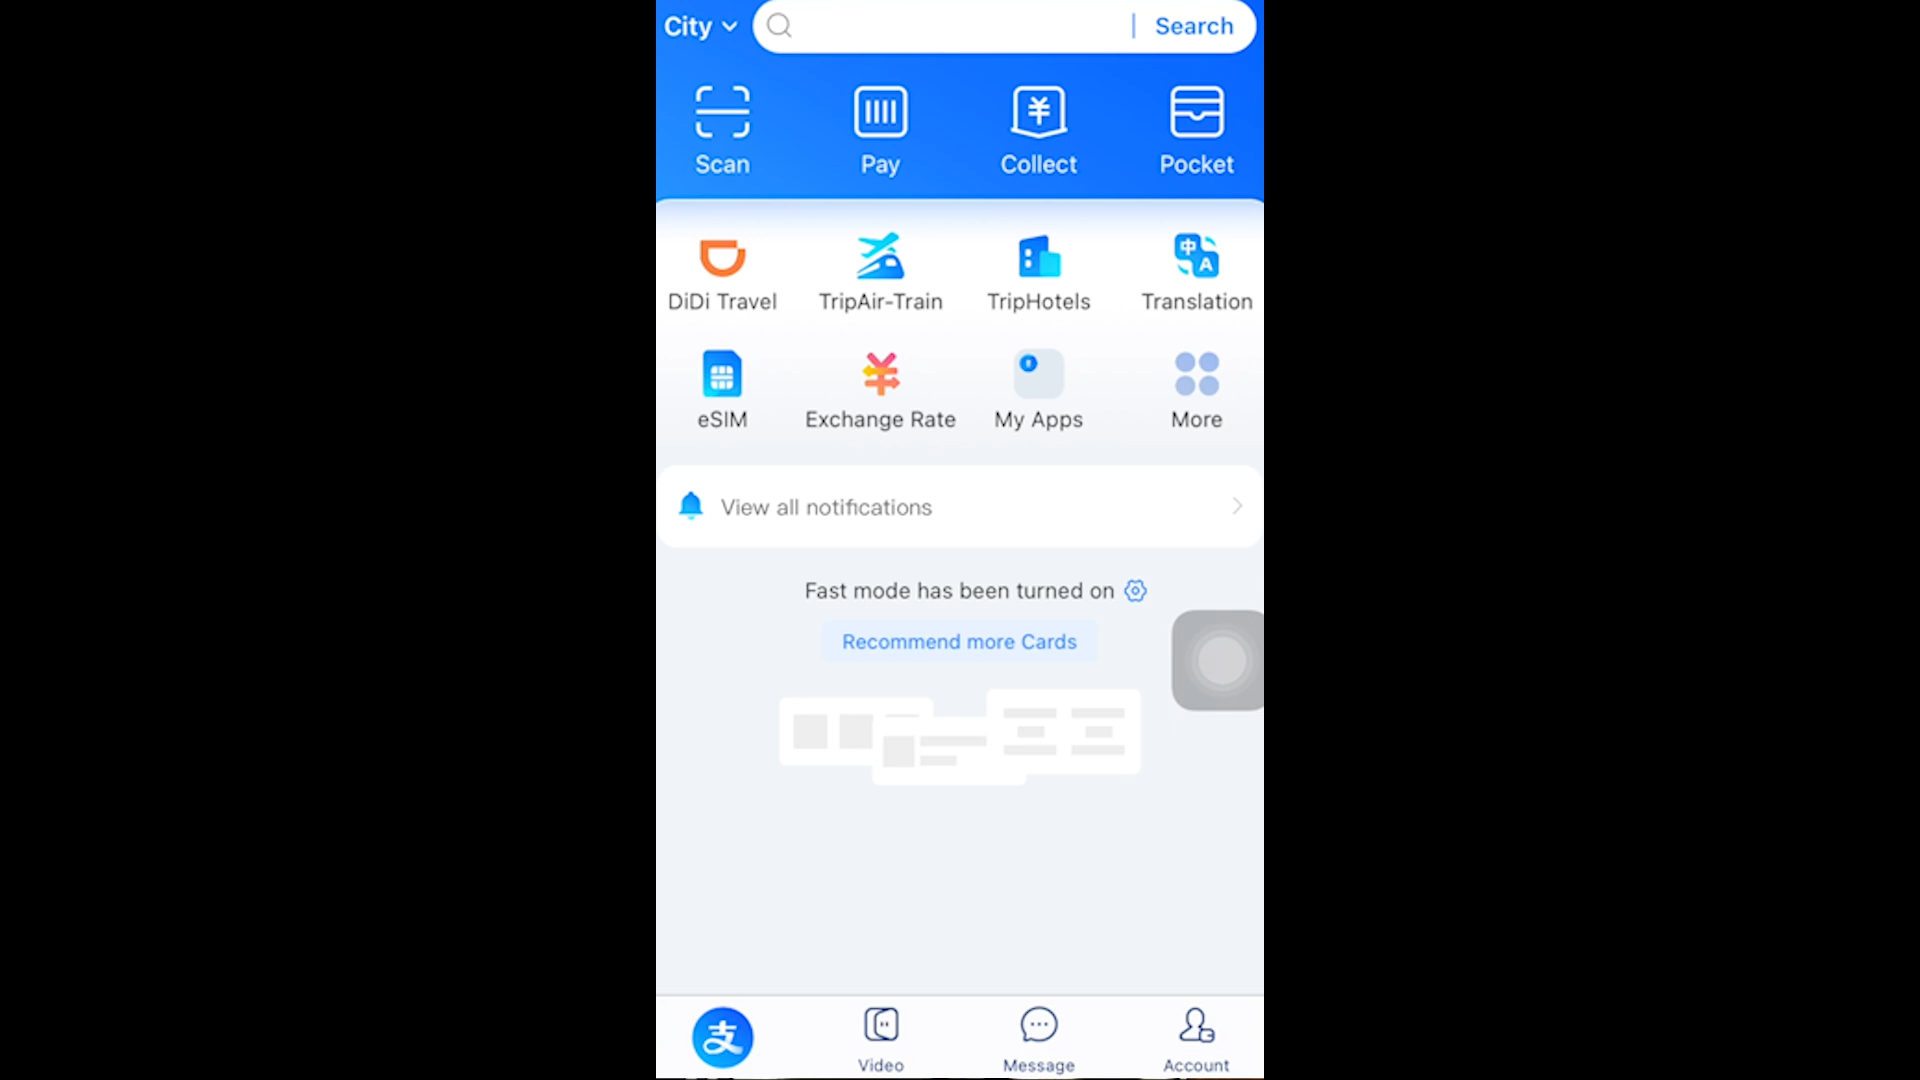 City
Search
Scan Pay Collect Pocket
DiDi Travel TripAir-Train TripHotels Translation
eSIM Exchange Rate My Apps More
View all notifications
Fast mode has been turned on
Recommend more Cards
支
Video Message Account